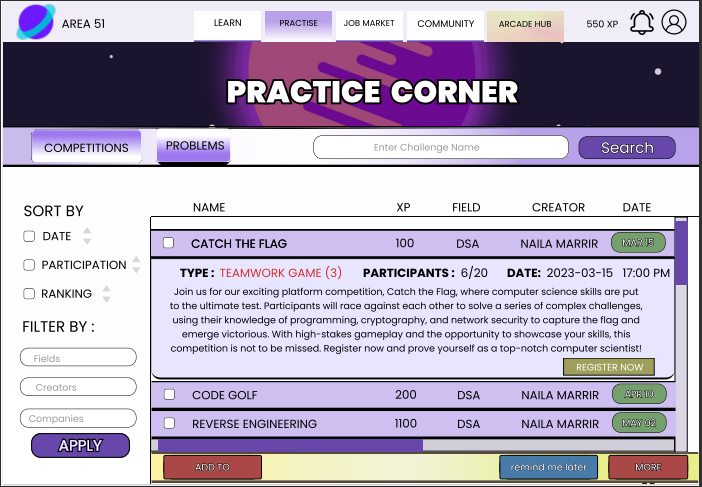 AREA 51
LEARN
PRACTISE
JOB MARKET
COMMUNITY
ARCADE HUB
550 XP
PRACTICE CORNER
COMPETITIONS
PROBLEMS
Enter Challenge Name
Search
SORT BY
DATE
PARTICIPATION
RANKING
FILTER BY :
Fields
Creators
Companies
APPLY
NAME XP FIELD CREATOR DATE
CATCH THE FLAG 100 DSA NAILA MARRIR MAR 15
TYPE : TEAMWORK GAME (3) PARTICIPANTS : 6/20 DATE: 2023-03-15 17:00 PM
Join us for our exciting platform competition, Catch the Flag, where computer science skills are put
to the ultimate test. Participants will race against each other to solve a series of complex challenges,
using their knowledge of programming, cryptography, and network security to capture the flag and
emerge victorious. With high-stakes gameplay and the opportunity to showcase your skills, this
competition is not to be missed. Register now and prove yourself as a top-notch computer scientist!
REGISTER NOW
CODE GOLF 200 DSA NAILA MARRIR APR 10
REVERSE ENGINEERING 1100 DSA NAILA MARRIR MAY 02
ADD TO
remind me later
MORE